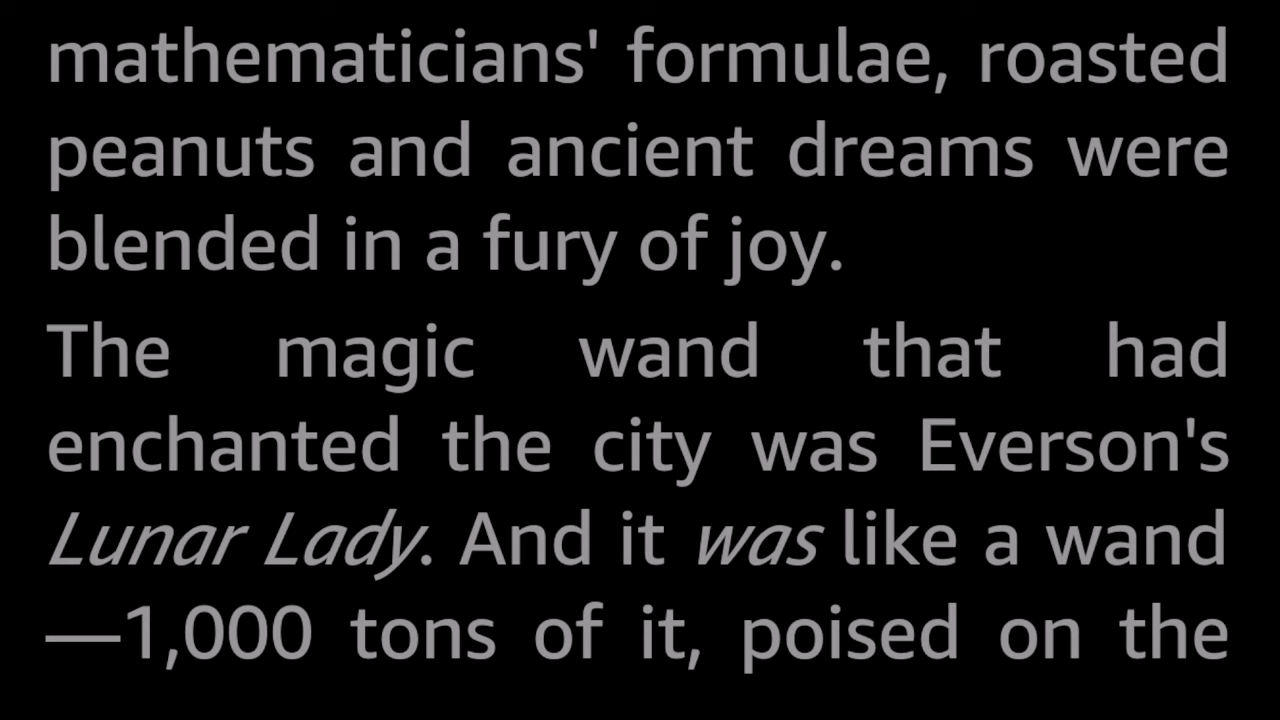 mathematicians' formulae, roasted
peanuts and ancient dreams were
blended in a fury of joy.
The magic wand that had
enchanted the city was Everson's
Lunar Lady. And it was like a wand
—1,000 tons of it, poised on the